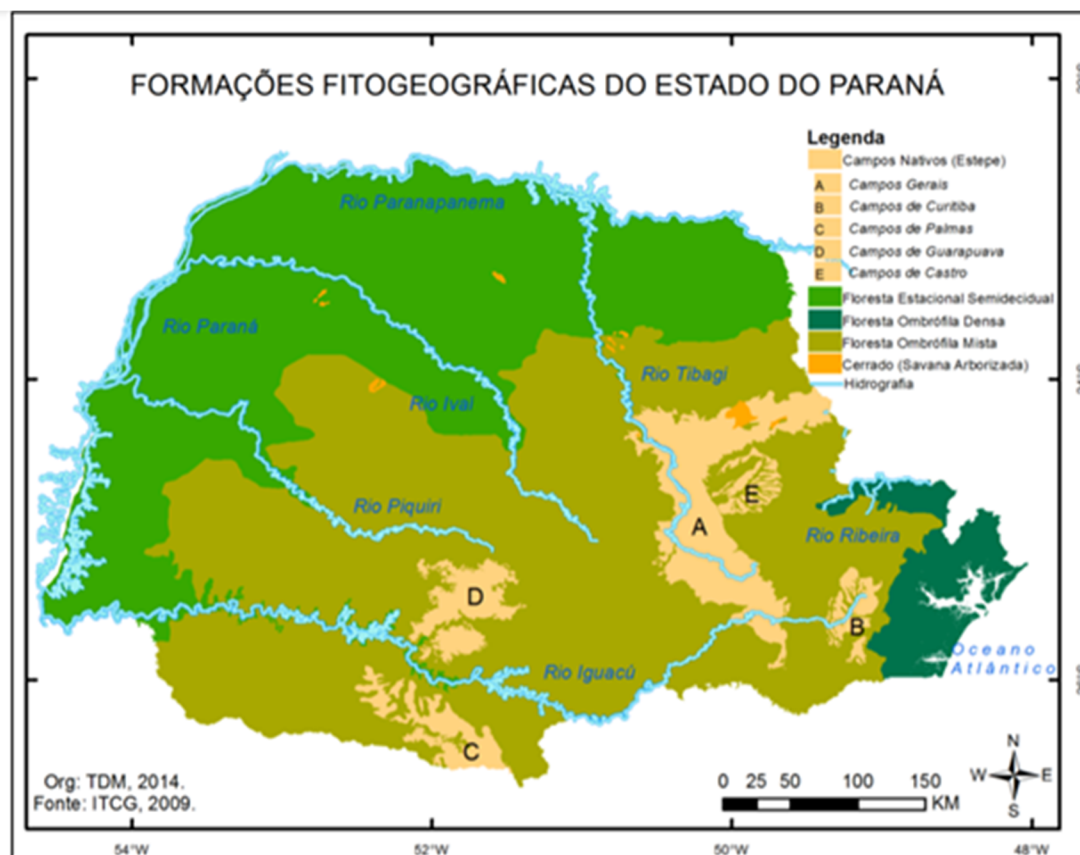 FORMAÇÕES FITOGEOGRÁFICAS DO ESTADO DO PARANÁ
Legenda
Campos Nativos (Estepe)
A Campos Gerais
B Campos de Curitiba
C Campos de Palmas
D Campos de Guarapuava
E Campos de Castro
Floresta Estacional Semidecidual
Floresta Ombrófila Densa
Floresta Ombrófila Mista
Cerrado (Savana Arborizada)
Hidrografia
Rio Paranapanema
Rio Paraná
Rio Tibagi
Rio Ivaí
Rio Piquiri
Rio Ribeira
Rio Iguacú
A
E
D
B
C
Oceano
Atlântico
Org: TDM, 2014.
Fonte: ITCG, 2009.
N
W E
S
0 25 50 100 150
KM
54°W 52°W 50°W 48°W